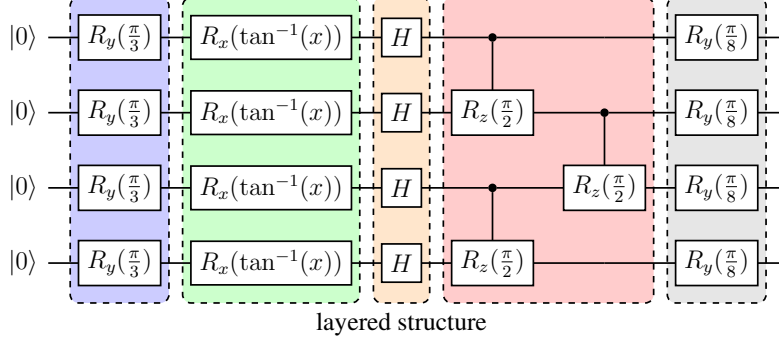 |0⟩ R_y(π/3) R_x(tan⁻¹(x)) H R_y(π/8)
|0⟩ R_y(π/3) R_x(tan⁻¹(x)) H R_z(π/2) R_y(π/8)
|0⟩ R_y(π/3) R_x(tan⁻¹(x)) H R_z(π/2) R_y(π/8)
|0⟩ R_y(π/3) R_x(tan⁻¹(x)) H R_z(π/2) R_y(π/8)
layered structure